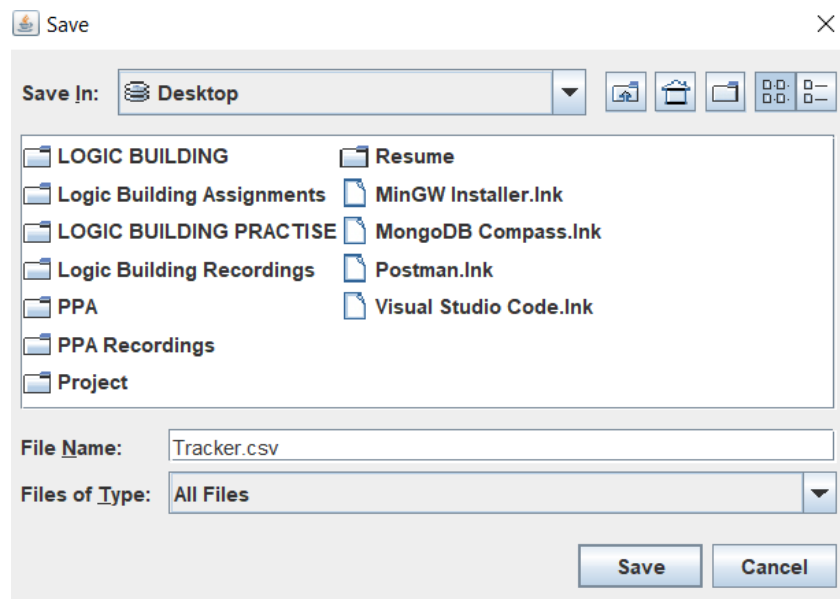 Save
Save In: Desktop
LOGIC BUILDING
Logic Building Assignments
LOGIC BUILDING PRACTISE
Logic Building Recordings
PPA
PPA Recordings
Project
Resume
MinGW Installer.lnk
MongoDB Compass.lnk
Postman.lnk
Visual Studio Code.lnk
File Name: Tracker.csv
Files of Type: All Files
Save Cancel